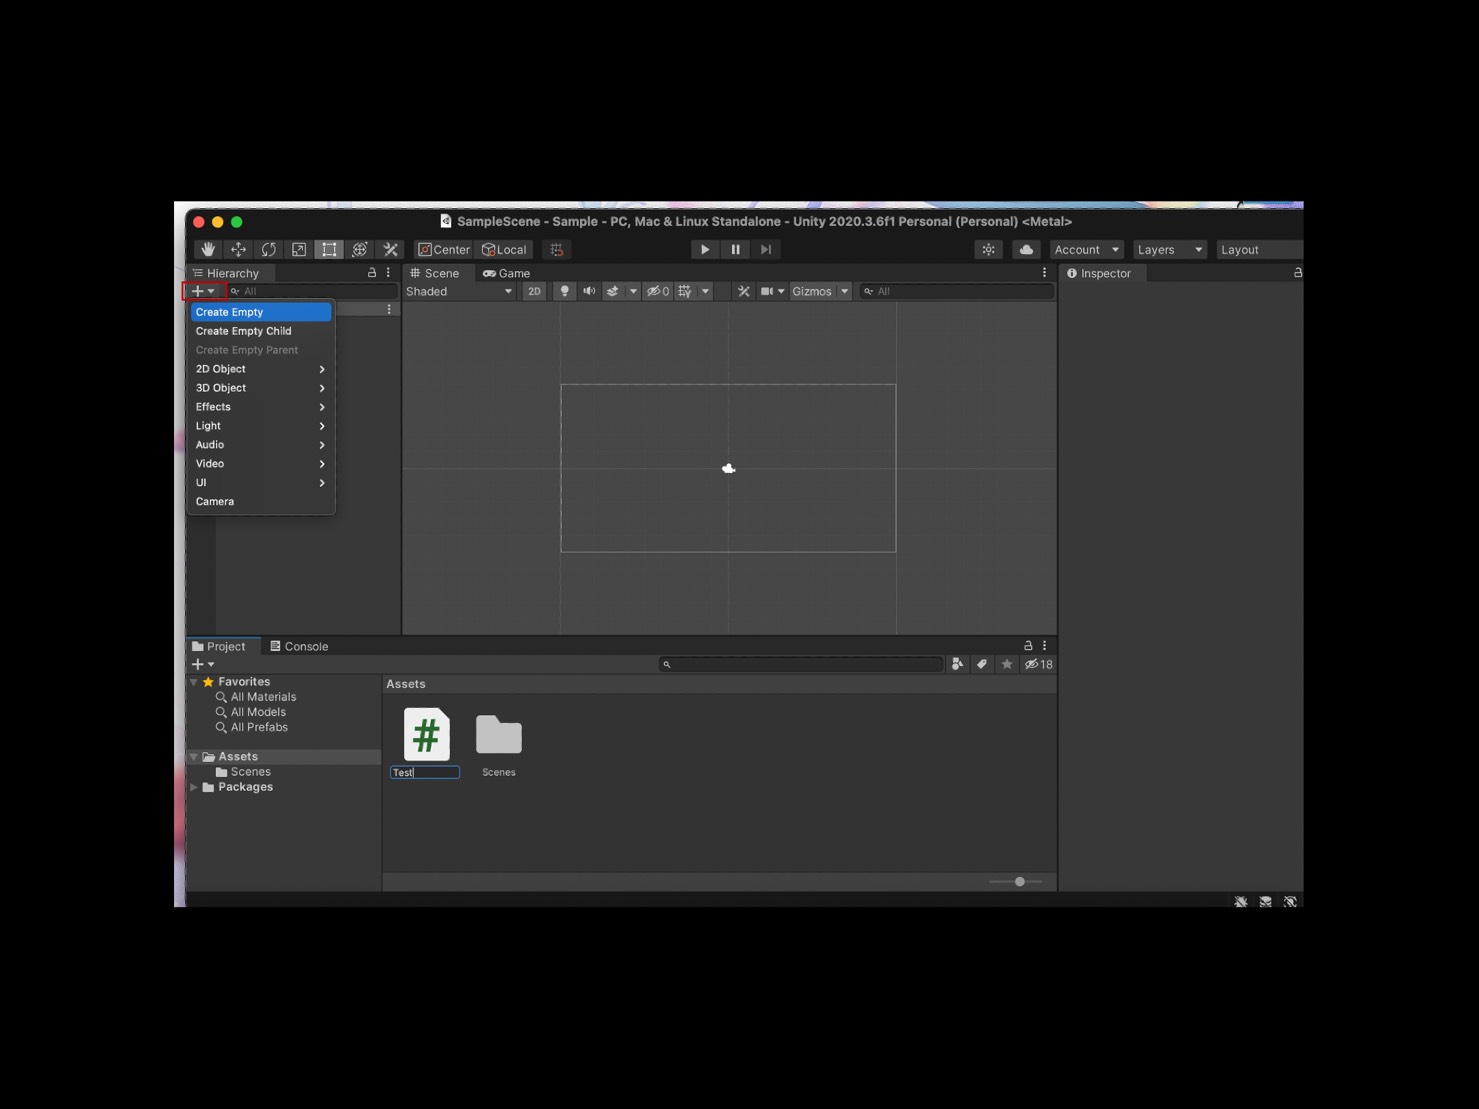 SampleScene - Sample - PC, Mac & Linux Standalone - Unity 2020.3.6f1 Personal (Personal) <Metal>
Center Local Account Layers Layout
Hierarchy
All
Create Empty
Create Empty Child
Create Empty Parent
2D Object
3D Object
Effects
Light
Audio
Video
UI
Camera
Scene Game
Shaded 2D 0 Gizmos All
Inspector
Project Console
18
Favorites
All Materials
All Models
All Prefabs
Assets
Scenes
Packages
Assets
#
Test Scenes